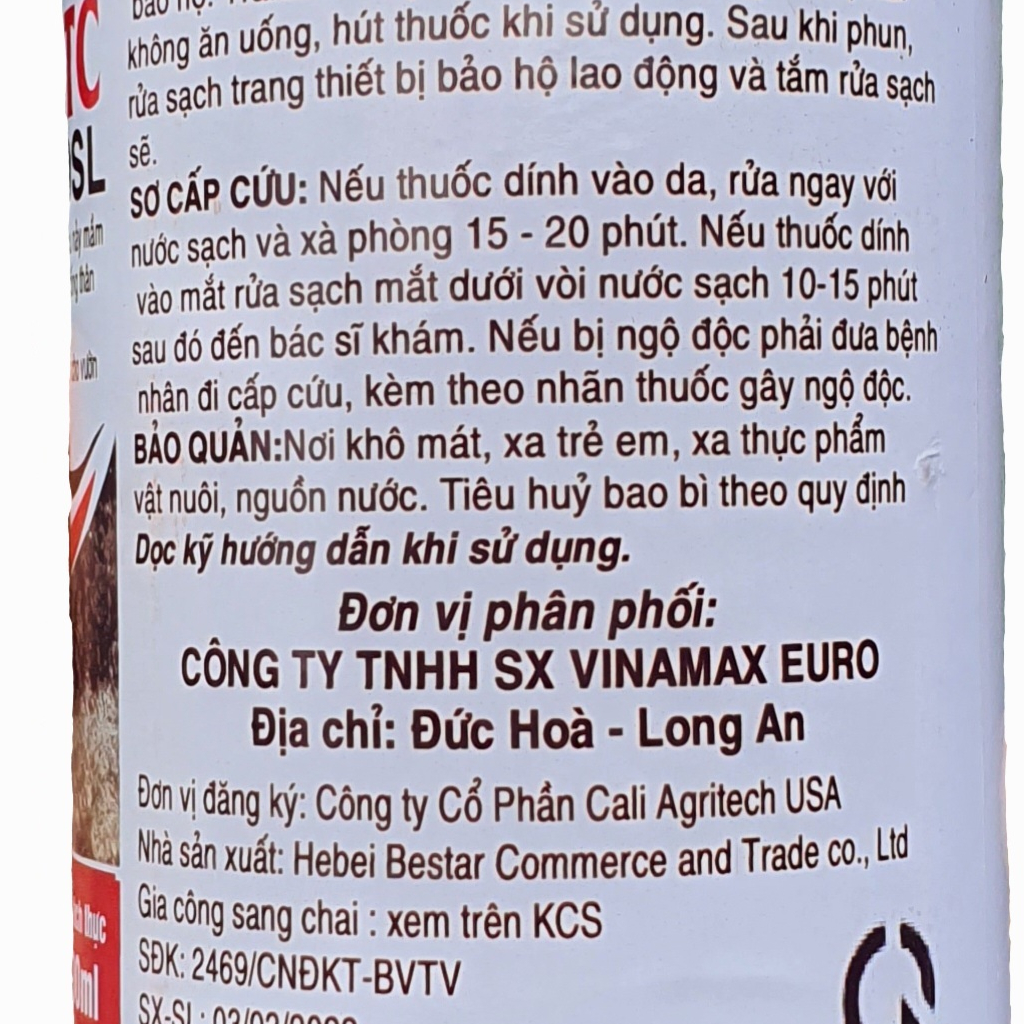 không ăn uống, hút thuốc khi sử dụng. Sau khi phun,
rửa sạch trang thiết bị bảo hộ lao động và tắm rửa sạch
sẽ.
SƠ CẤP CỨU: Nếu thuốc dính vào da, rửa ngay với
nước sạch và xà phòng 15 - 20 phút. Nếu thuốc dính
vào mắt rửa sạch mắt dưới vòi nước sạch 10-15 phút
sau đó đến bác sĩ khám. Nếu bị ngộ độc phải đưa bệnh
nhân đi cấp cứu, kèm theo nhãn thuốc gây ngộ độc.
BẢO QUẢN:Nơi khô mát, xa trẻ em, xa thực phẩm
vật nuôi, nguồn nước. Tiêu huỷ bao bì theo quy định
Dọc kỹ hướng dẫn khi sử dụng.
Đơn vị phân phối:
CÔNG TY TNHH SX VINAMAX EURO
Địa chỉ: Đức Hoà - Long An
Đơn vị đăng ký: Công ty Cổ Phần Cali Agritech USA
Nhà sản xuất: Hebei Bestar Commerce and Trade co., Ltd
Gia công sang chai : xem trên KCS
SĐK: 2469/CNĐKT-BVTV
TC
SL
mầm
thân
vườn
thực